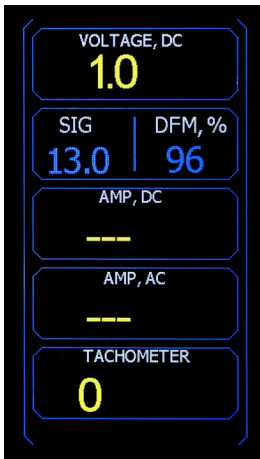 VOLTAGE, DC
1.0
SIG DFM, %
13.0 96
AMP, DC
---
AMP, AC
---
TACHOMETER
0